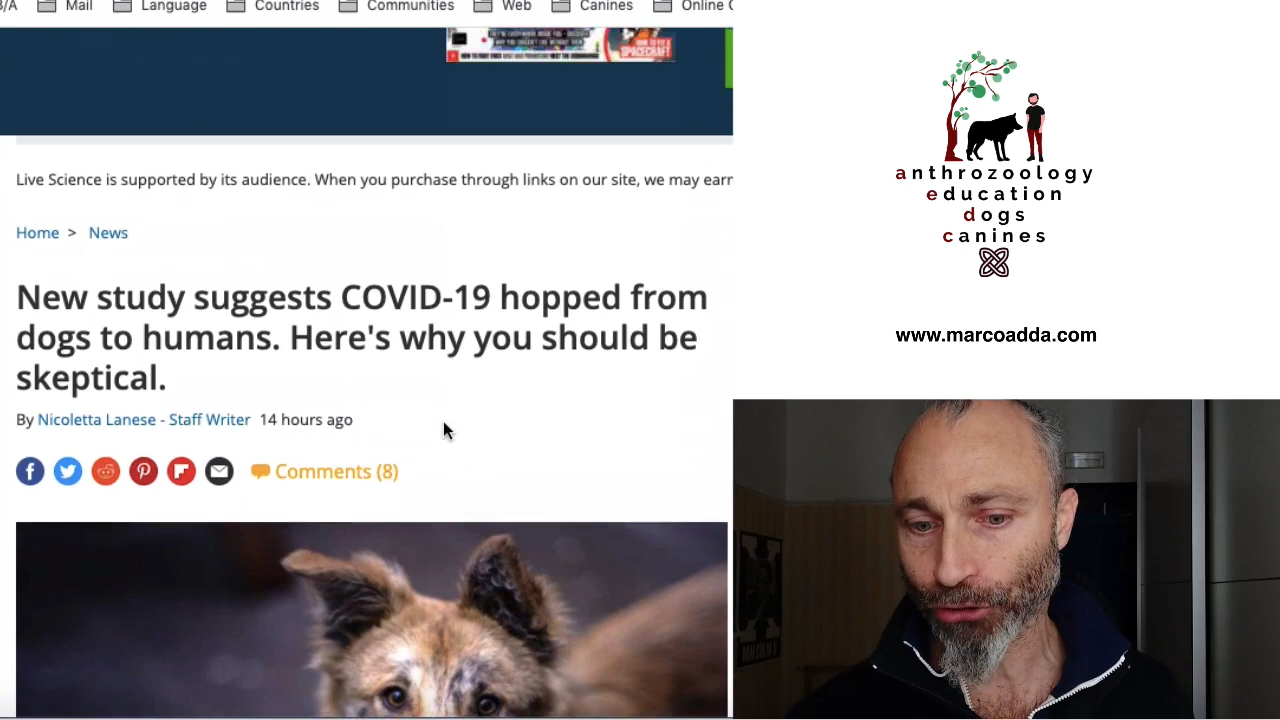 Mail Language Countries Communities Web Canines Online
SPACECRAFT
Live Science is supported by its audience. When you purchase through links on our site, we may earn
Home > News
New study suggests COVID-19 hopped from
dogs to humans. Here's why you should be
skeptical.
By Nicoletta Lanese - Staff Writer 14 hours ago
Comments (8)
anthrozoology
education
dogs
canines
www.marcoadda.com
MALCOLM X